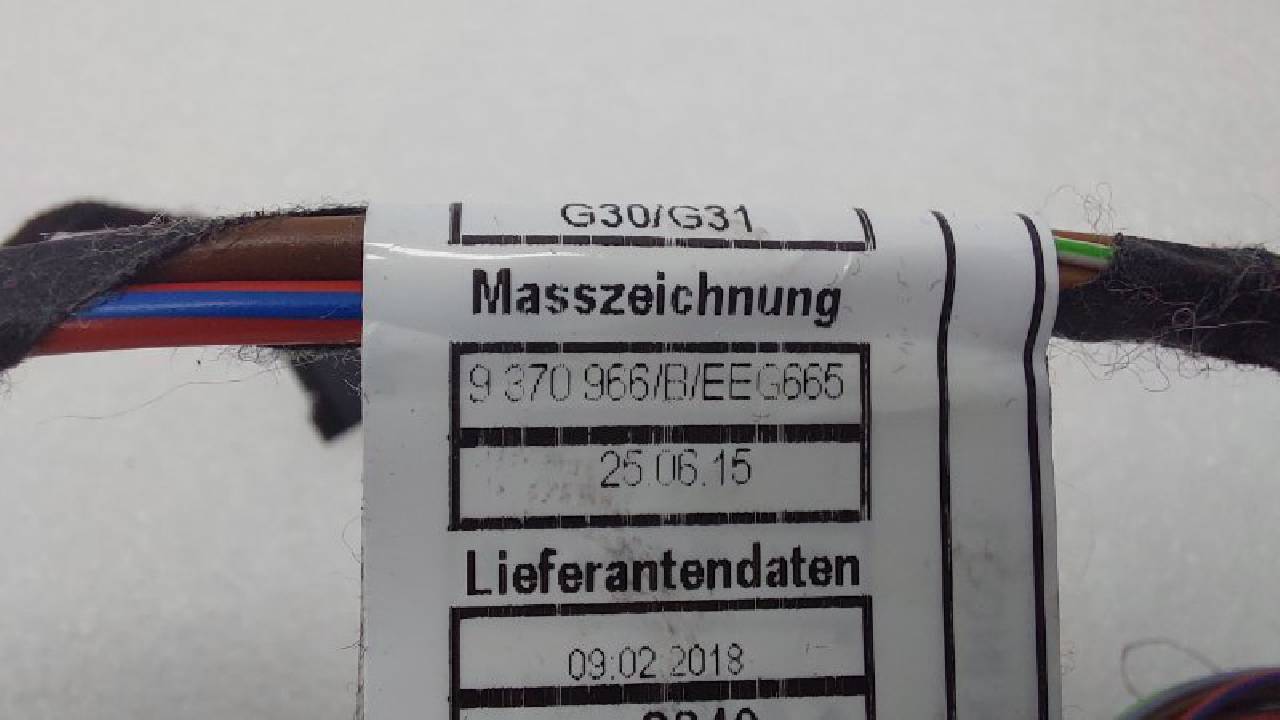 G30/G31
Masszeichnung
9 370 966/B/EEG665
25.06.15
Lieferantendaten
09.02.2018